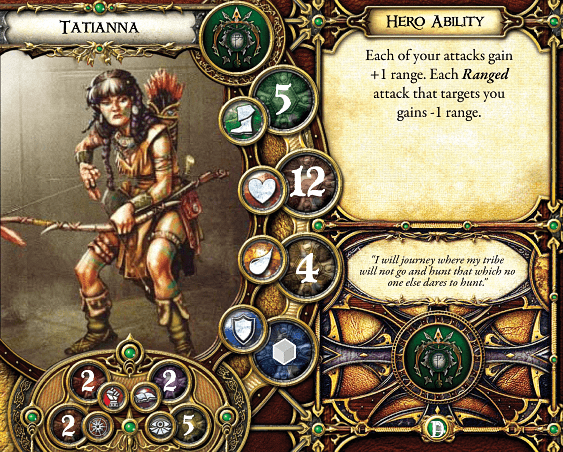 Tatianna
Hero Ability
Each of your attacks gain
+1 range. Each Ranged
attack that targets you
gains -1 range.
5
12
4
"I will journey where my tribe
will not go and hunt that which no
one else dares to hunt."
2
2
2
5
D